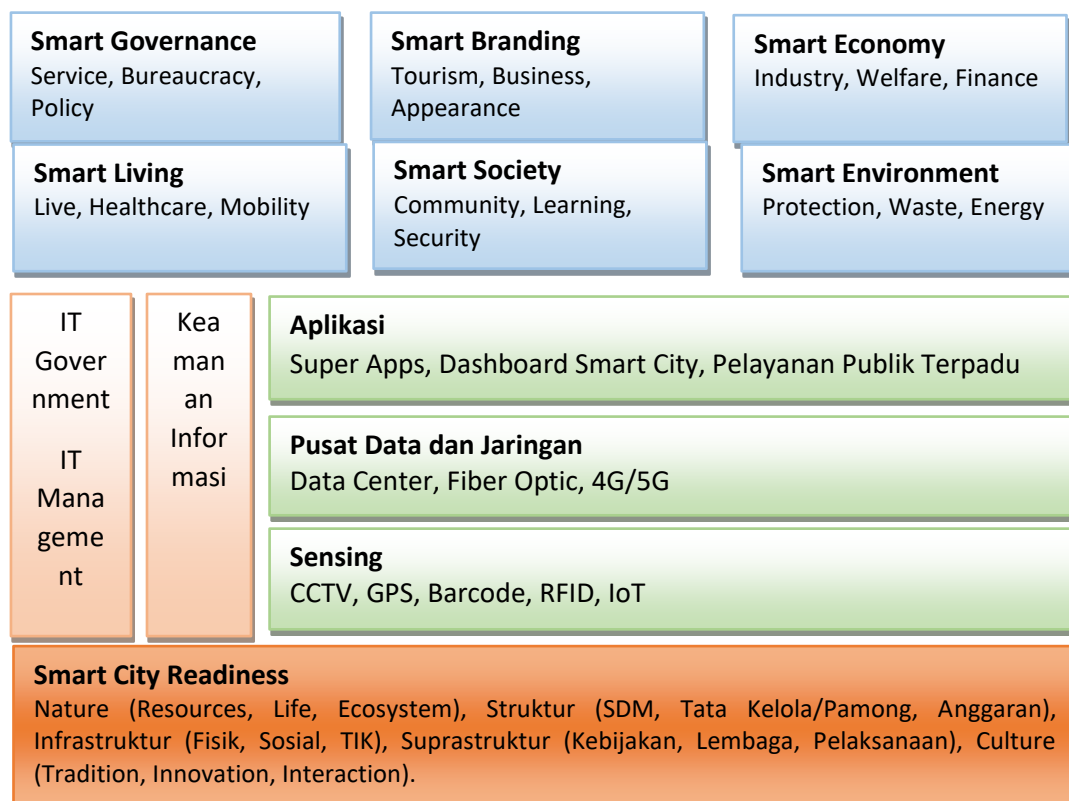 Smart Governance
Service, Bureaucracy,
Policy
Smart Branding
Tourism, Business,
Appearance
Smart Economy
Industry, Welfare, Finance
Smart Living
Live, Healthcare, Mobility
Smart Society
Community, Learning,
Security
Smart Environment
Protection, Waste, Energy
IT
Gover
nment
IT
Mana
geme
nt
Kea
man
an
Infor
masi
Aplikasi
Super Apps, Dashboard Smart City, Pelayanan Publik Terpadu
Pusat Data dan Jaringan
Data Center, Fiber Optic, 4G/5G
Sensing
CCTV, GPS, Barcode, RFID, IoT
Smart City Readiness
Nature (Resources, Life, Ecosystem), Struktur (SDM, Tata Kelola/Pamong, Anggaran),
Infrastruktur (Fisik, Sosial, TIK), Suprastruktur (Kebijakan, Lembaga, Pelaksanaan), Culture
(Tradition, Innovation, Interaction).